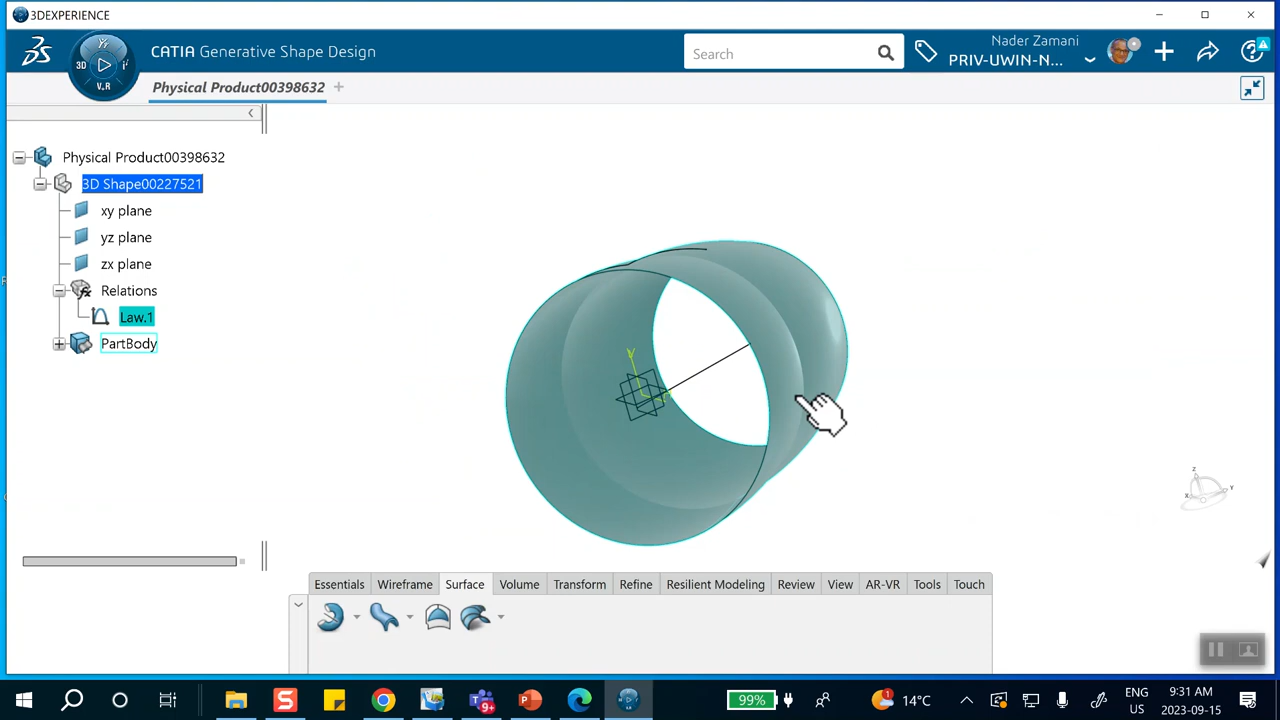 3DEXPERIENCE
3D
V.R
CATIA Generative Shape Design
Search
Nader Zamani
PRIV-UWIN-N...
Physical Product00398632
Physical Product00398632
3D Shape00227521
xy plane
yz plane
zx plane
Relations
Law.1
PartBody
Y
Z
X
Y
Essentials
Wireframe
Surface
Volume
Transform
Refine
Resilient Modeling
Review
View
AR-VR
Tools
Touch
99%
14°C
ENG
US
9:31 AM
2023-09-15
9+